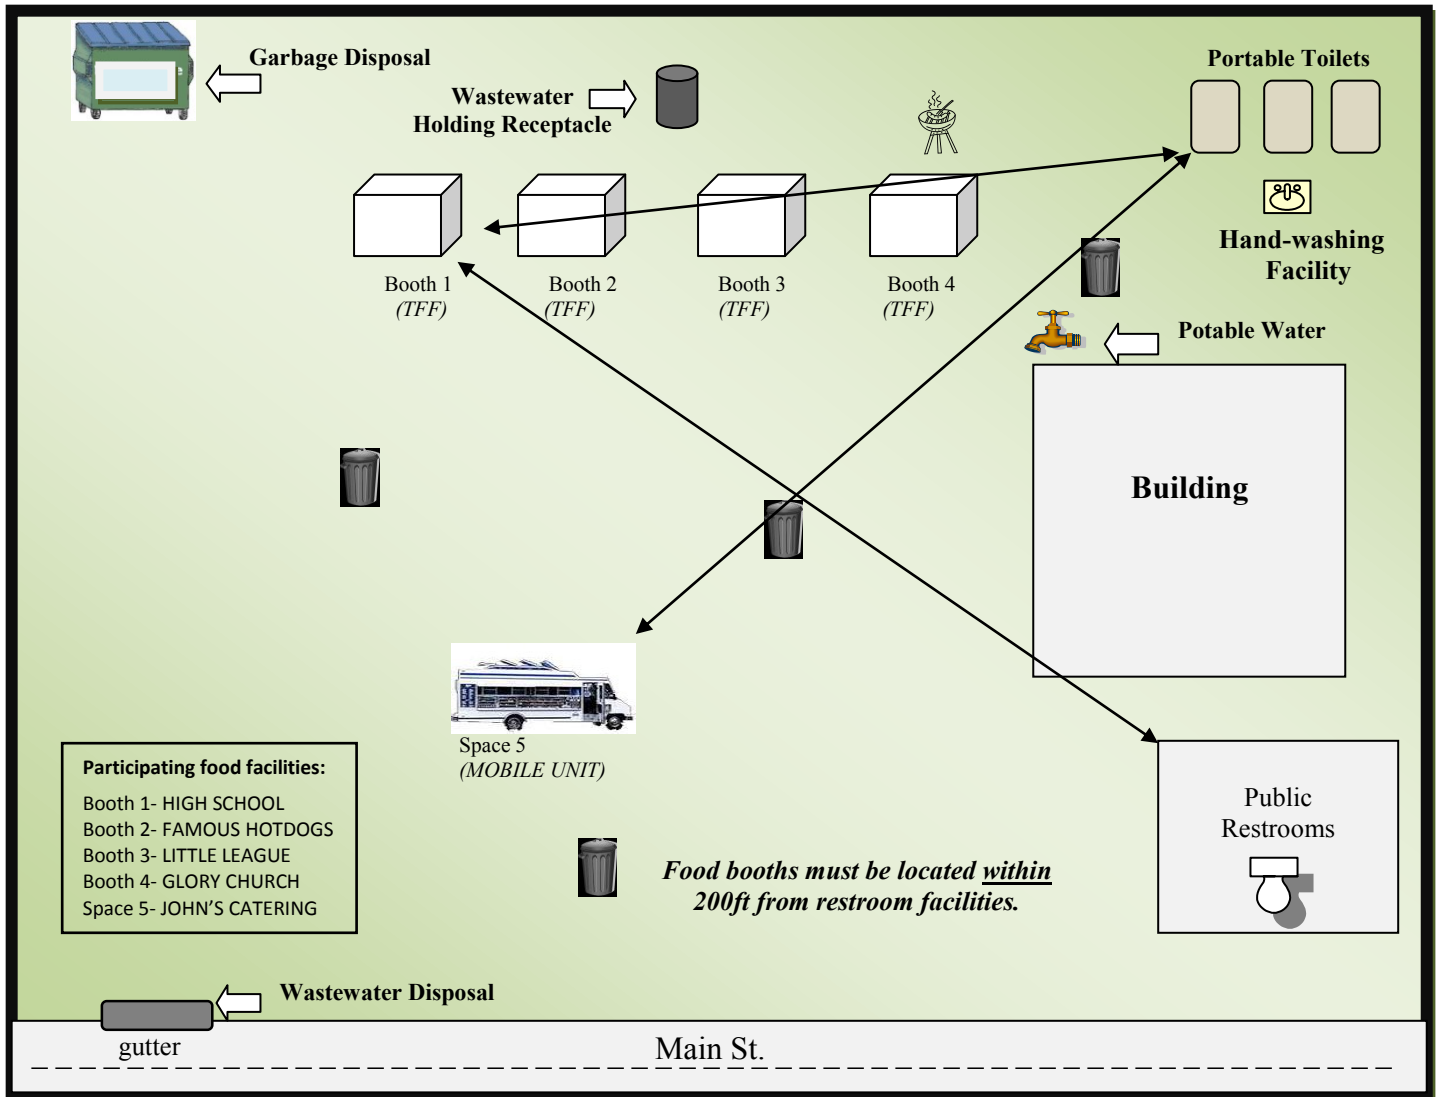 Garbage Disposal
Wastewater
Holding Receptacle
Portable Toilets
Hand-washing
Facility
Booth 1
(TFF)
Booth 2
(TFF)
Booth 3
(TFF)
Booth 4
(TFF)
Potable Water
Building
Space 5
(MOBILE UNIT)
Participating food facilities:
Booth 1- HIGH SCHOOL
Booth 2- FAMOUS HOTDOGS
Booth 3- LITTLE LEAGUE
Booth 4- GLORY CHURCH
Space 5- JOHN’S CATERING
Public
Restrooms
Food booths must be located within
200ft from restroom facilities.
Wastewater Disposal
gutter
Main St.